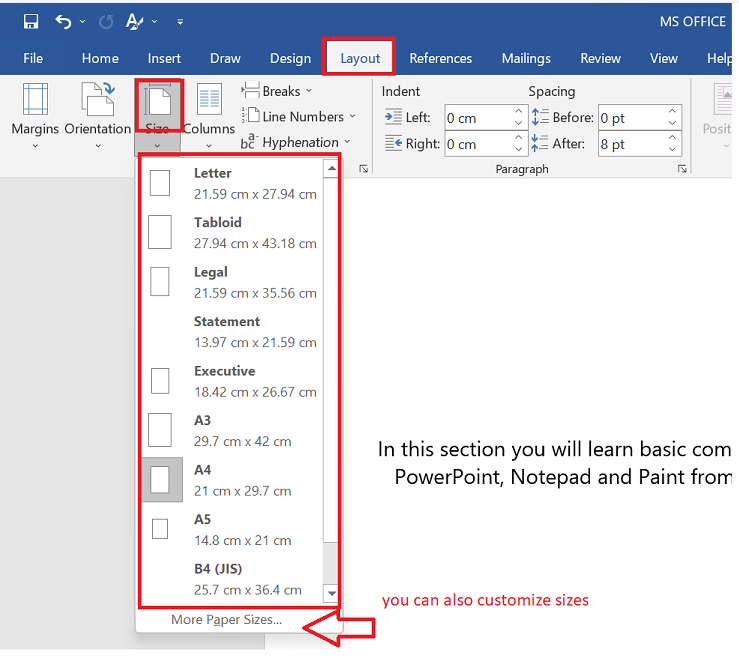 MS OFFICE
File Home Insert Draw Design Layout References Mailings Review View Help
Margins Orientation Size Columns
Breaks
Line Numbers
Hyphenation
Indent Spacing
Left: 0 cm Before: 0 pt
Right: 0 cm After: 8 pt
Paragraph
Letter
21.59 cm x 27.94 cm
Tabloid
27.94 cm x 43.18 cm
Legal
21.59 cm x 35.56 cm
Statement
13.97 cm x 21.59 cm
Executive
18.42 cm x 26.67 cm
A3
29.7 cm x 42 cm
A4
21 cm x 29.7 cm
A5
14.8 cm x 21 cm
B4 (JIS)
25.7 cm x 36.4 cm
More Paper Sizes...
In this section you will learn basic com
PowerPoint, Notepad and Paint from
you can also customize sizes